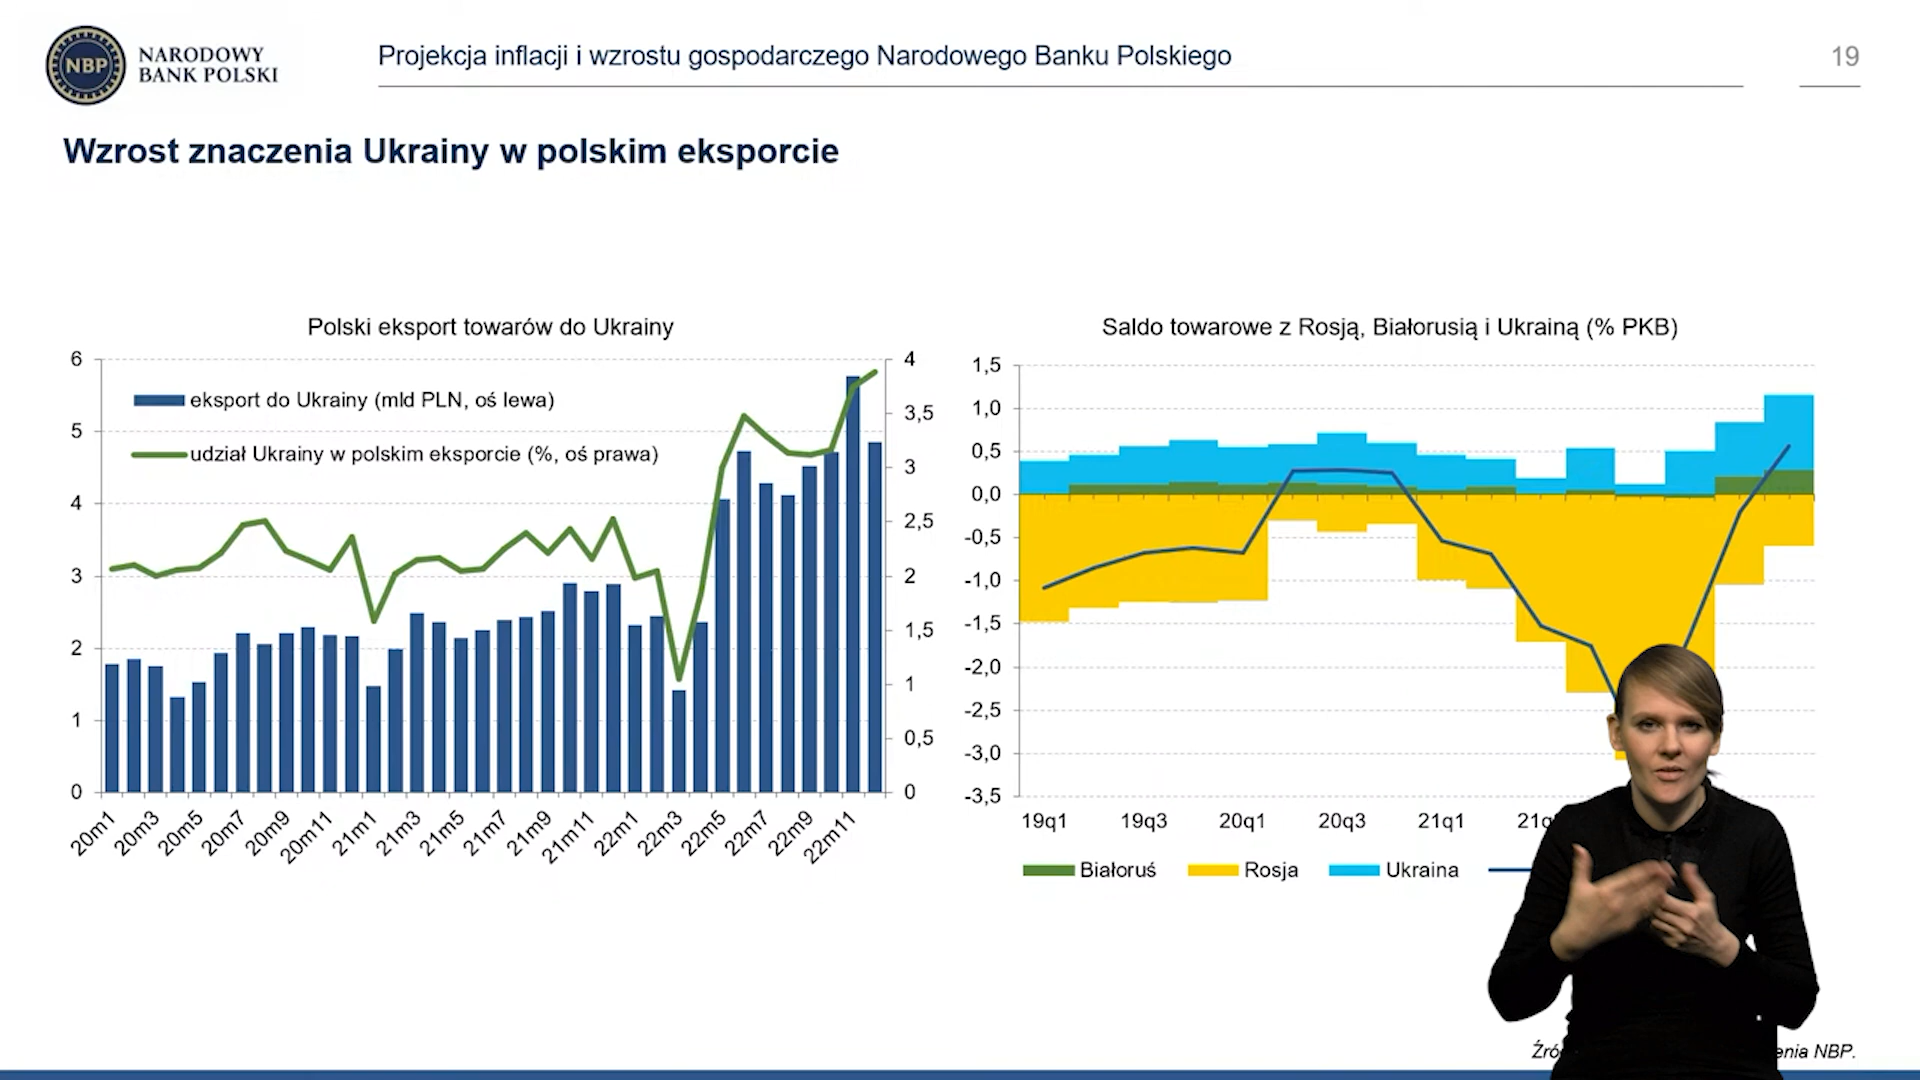 NBP
NARODOWY
BANK POLSKI
Projekcja inflacji i wzrostu gospodarczego Narodowego Banku Polskiego
19
Wzrost znaczenia Ukrainy w polskim eksporcie
Polski eksport towarów do Ukrainy
eksport do Ukrainy (mld PLN, oś lewa)
udział Ukrainy w polskim eksporcie (%, oś prawa)
6
5
4
3
2
1
0
4
3,5
3
2,5
2
1,5
1
0,5
0
20m1
20m3
20m5
20m7
20m9
20m11
21m1
21m3
21m5
21m7
21m9
21m11
22m1
22m3
22m5
22m7
22m9
22m11
Saldo towarowe z Rosją, Białorusią i Ukrainą (% PKB)
1,5
1,0
0,5
0,0
-0,5
-1,0
-1,5
-2,0
-2,5
-3,0
-3,5
19q1
19q3
20q1
20q3
21q1
Białoruś
Rosja
Ukraina
NBP.